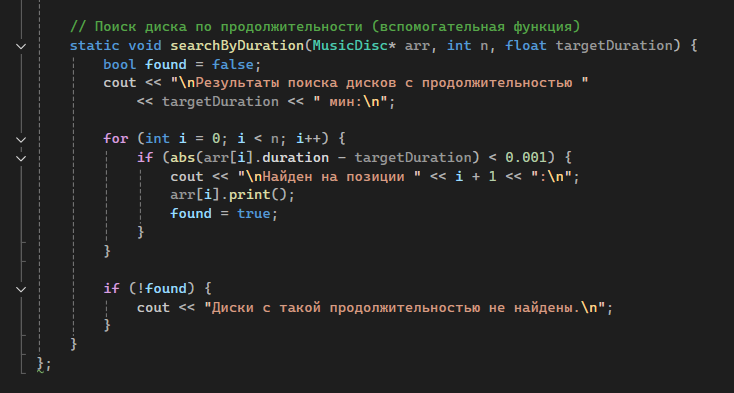 // Поиск диска по продолжительности (вспомогательная функция)
static void searchByDuration(MusicDisc* arr, int n, float targetDuration) {
bool found = false;
cout << "\nРезультаты поиска дисков с продолжительностью "
<< targetDuration << " мин:\n";
for (int i = 0; i < n; i++) {
if (abs(arr[i].duration - targetDuration) < 0.001) {
cout << "\nНайден на позиции " << i + 1 << ":\n";
arr[i].print();
found = true;
}
}
if (!found) {
cout << "Диски с такой продолжительностью не найдены.\n";
}
}
};